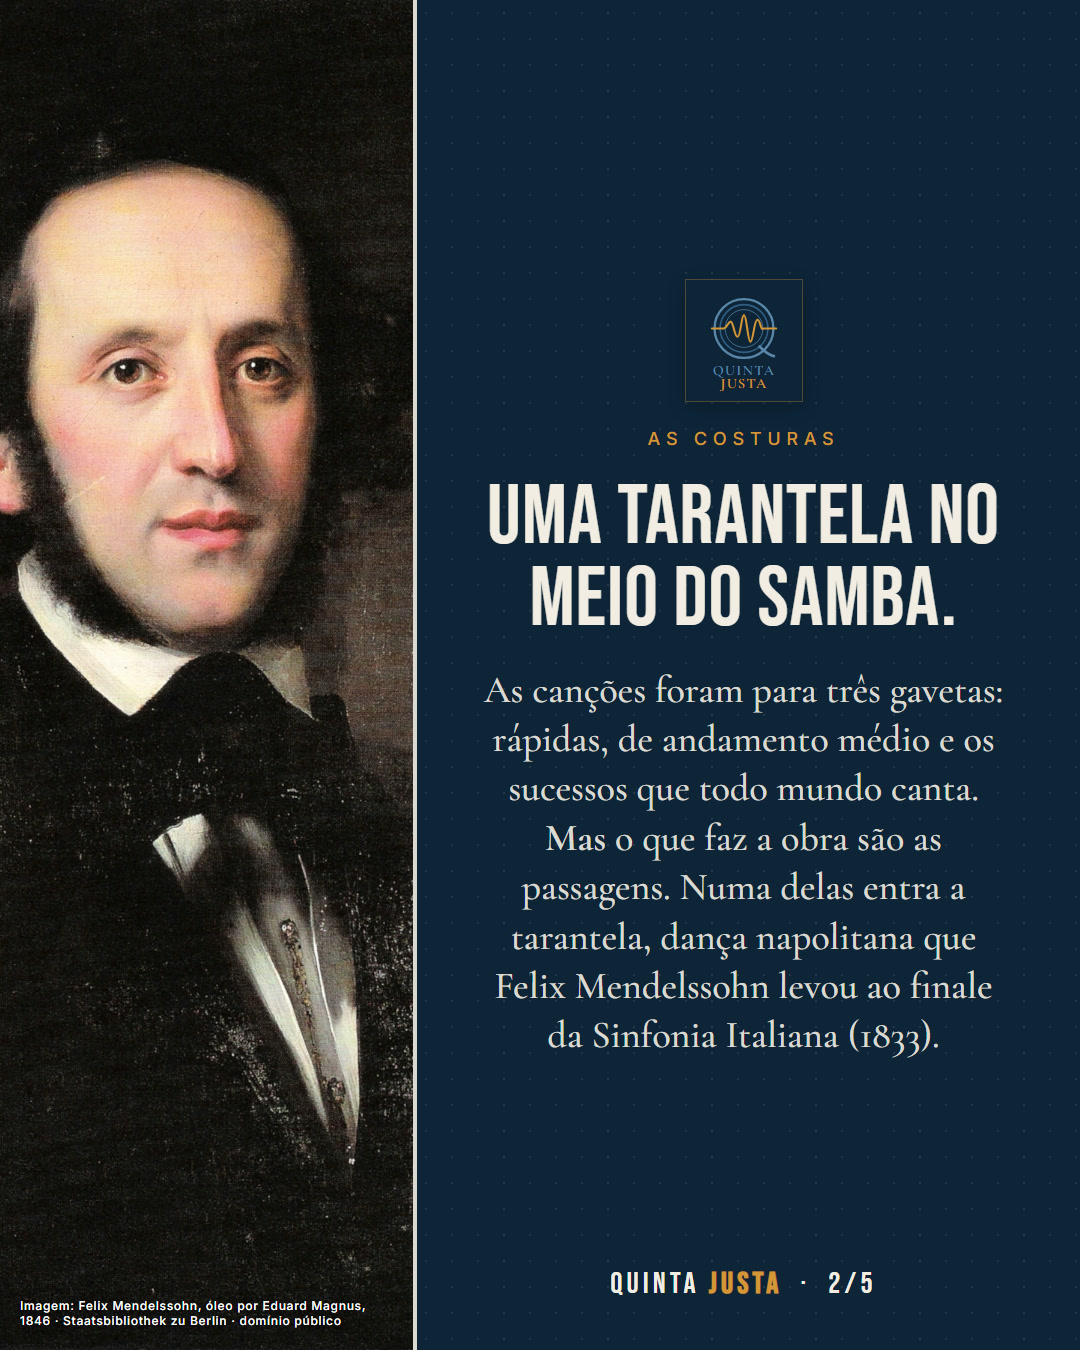 QUINTA
JUSTA
AS COSTURAS
UMA TARANTELA NO
MEIO DO SAMBA.
As canções foram para três gavetas:
rápidas, de andamento médio e os
sucessos que todo mundo canta.
Mas o que faz a obra são as
passagens. Numa delas entra a
tarantela, dança napolitana que
Felix Mendelssohn levou ao finale
da Sinfonia Italiana (1833).
QUINTA JUSTA · 2/5
Imagem: Felix Mendelssohn, óleo por Eduard Magnus,
1846 · Staatsbibliothek zu Berlin · domínio público